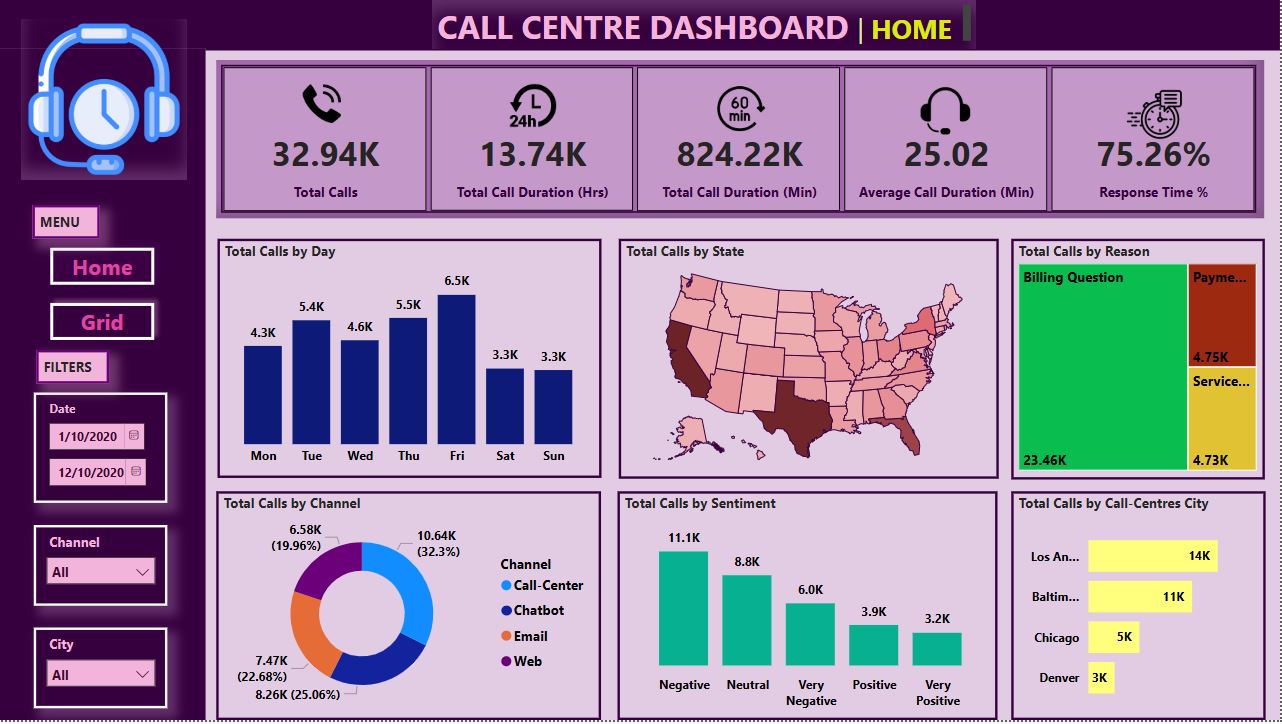 CALL CENTRE DASHBOARD | HOME
24h
60
min
32.94K
Total Calls
13.74K
Total Call Duration (Hrs)
824.22K
Total Call Duration (Min)
25.02
Average Call Duration (Min)
75.26%
Response Time %
MENU
Home
Grid
FILTERS
Date
1/10/2020
12/10/2020
Channel
All
City
All
Total Calls by Day
4.3K
5.4K
4.6K
5.5K
6.5K
3.3K
3.3K
Mon Tue Wed Thu Fri Sat Sun
Total Calls by State
Total Calls by Reason
Billing Question
23.46K
Payme...
4.75K
Service...
4.73K
Total Calls by Channel
6.58K
(19.96%)
10.64K
(32.3%)
7.47K
(22.68%)
8.26K (25.06%)
Channel
Call-Center
Chatbot
Email
Web
Total Calls by Sentiment
11.1K
8.8K
6.0K
3.9K
3.2K
Negative Neutral Very Negative Positive Very Positive
Total Calls by Call-Centres City
Los An... 14K
Baltim... 11K
Chicago 5K
Denver 3K